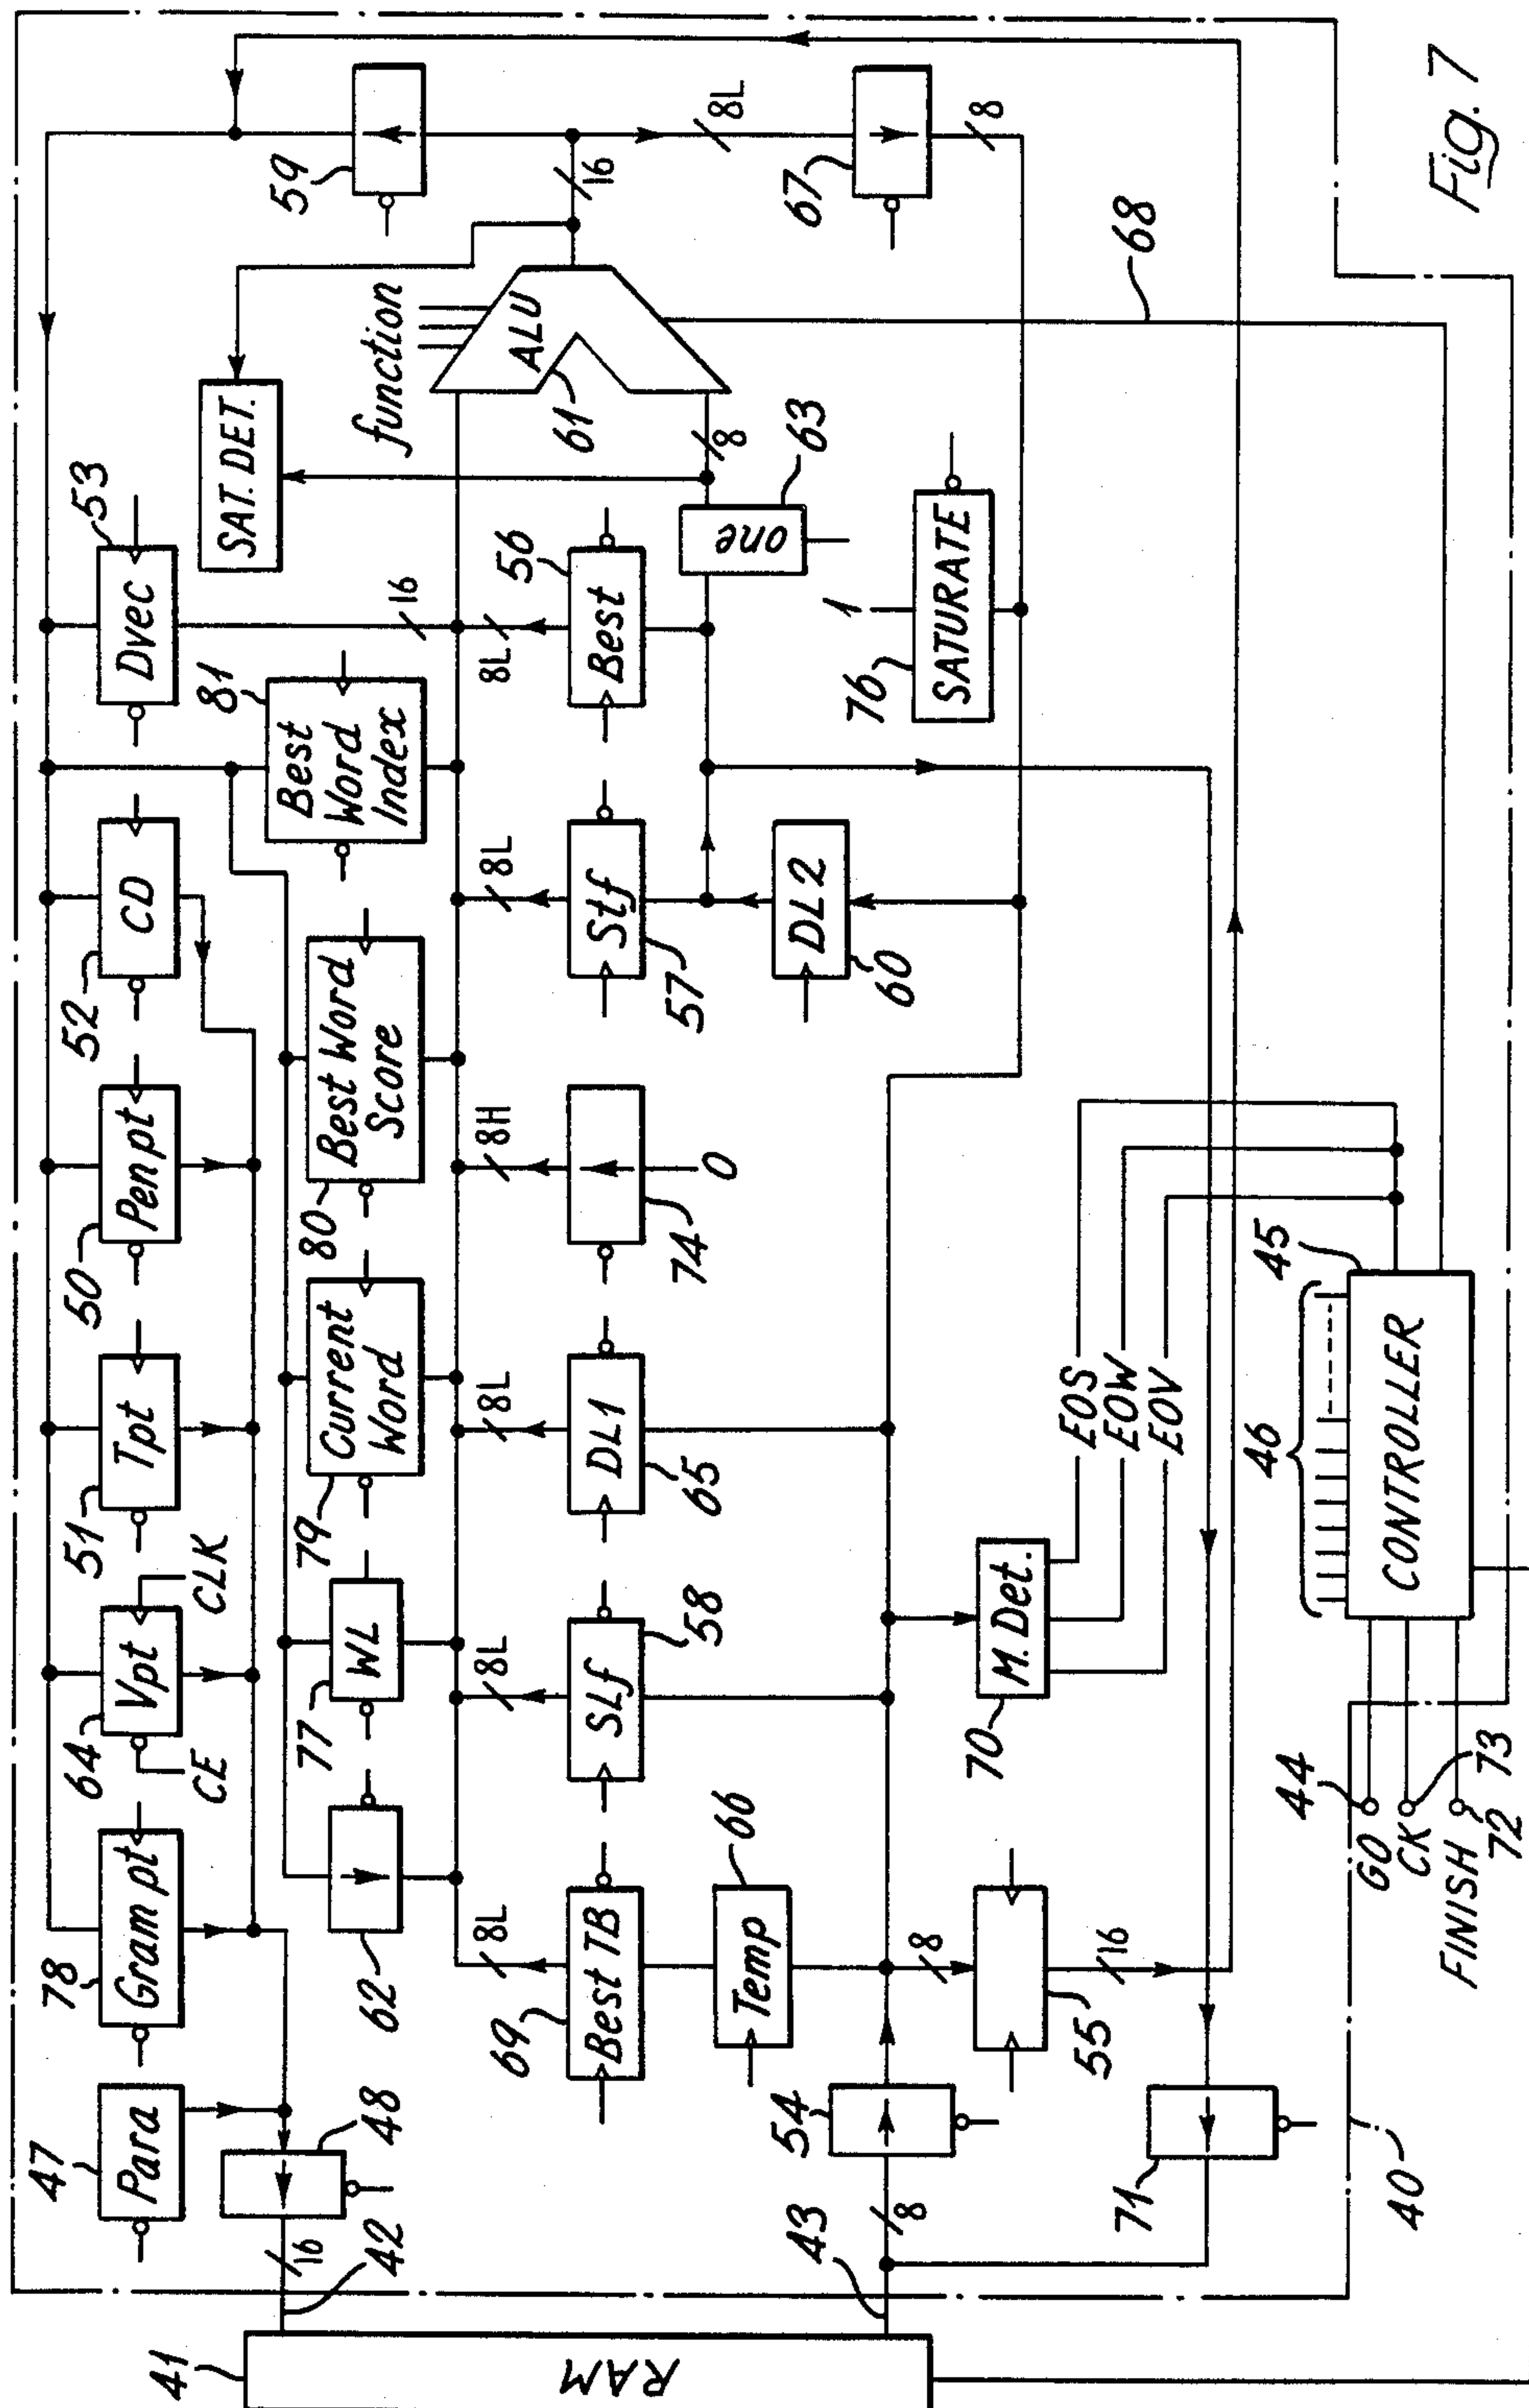 47
Para
78
Gram pt
64
Vpt
CE
CLK
51
Tpt
50
Pen pt
52
CD
53
Dvec
59
SAT. DET.
function
41
RAM
16
42
48
62
77
WL
79
Current
Word
80
Best Word
Score
81
Best
Word
Index
16
ALU
61
16
8L
8L
8L
8L
8H
8L
8L
69
Best TB
58
SLf
65
DL1
74
0
57
Stf
56
Best
63
one
8
66
Temp
60
DL2
76
SATURATE
1
67
8
43
8
54
8
55
16
70
M. Det.
EOS
EOW
EOV
68
71
40
44
GO
CK
73
FINISH
72
46
45
CONTROLLER
Fig. 7